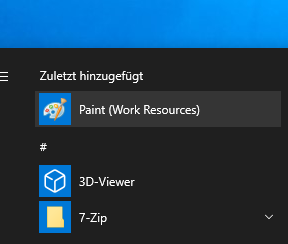 Zuletzt hinzugefügt
Paint (Work Resources)
#
3D-Viewer
7-Zip